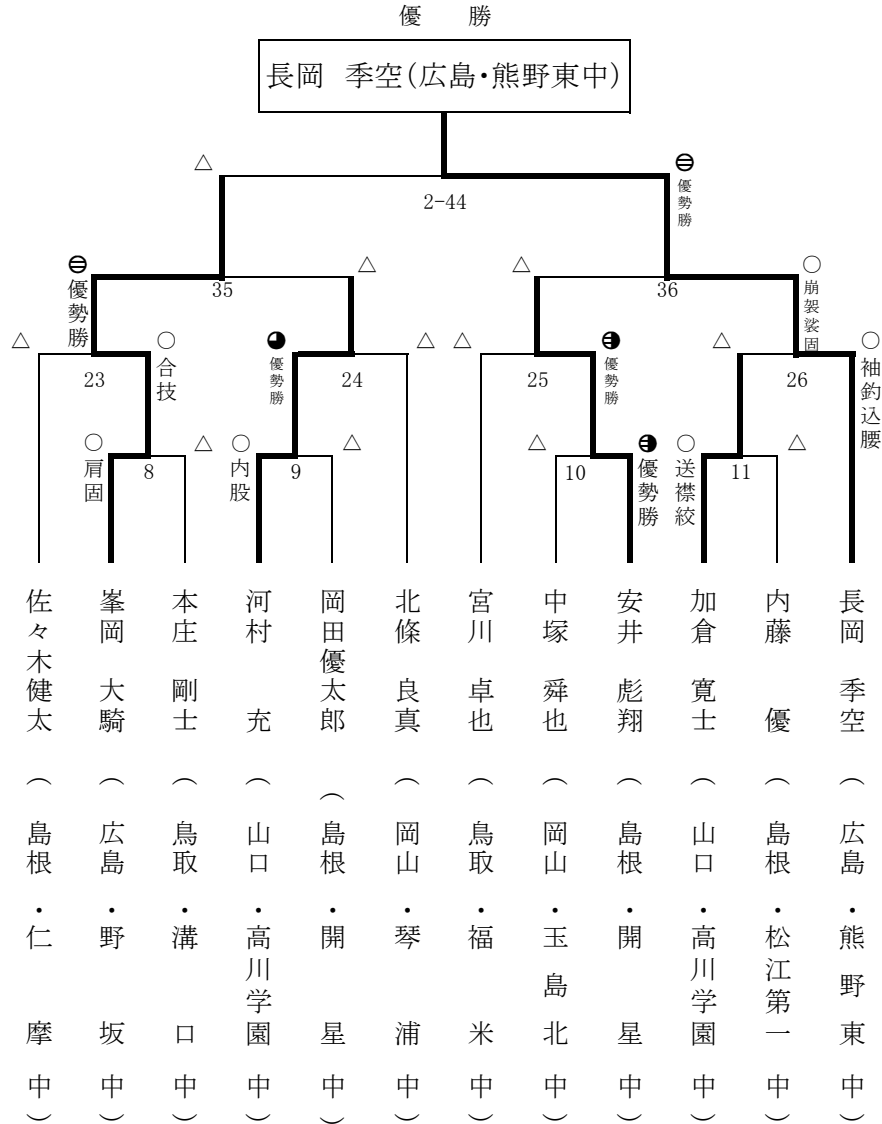 優 勝
長岡 季空(広島・熊野東中)
△
優勢勝
2-44
優勢勝
△
△
○
崩袈裟固
35
36
△
○
合技
優勢勝
△
△
優勢勝
△
○
袖釣込腰
23
24
25
26
○
肩固
△
○
内股
△
△
優勢勝
○
送襟絞
△
8
9
10
11
佐々木健太（島根・仁摩中）
峯岡 大騎（広島・野坂中）
本庄 剛士（鳥取・溝口中）
河村 充（山口・高川学園中）
岡田優太郎（島根・開星中）
北條 良真（岡山・琴浦中）
宮川 卓也（鳥取・福米中）
中塚 舜也（岡山・玉島北中）
安井 彪翔（島根・開星中）
加倉 寛士（山口・高川学園中）
内藤 優（島根・松江第一中）
長岡 季空（広島・熊野東中）